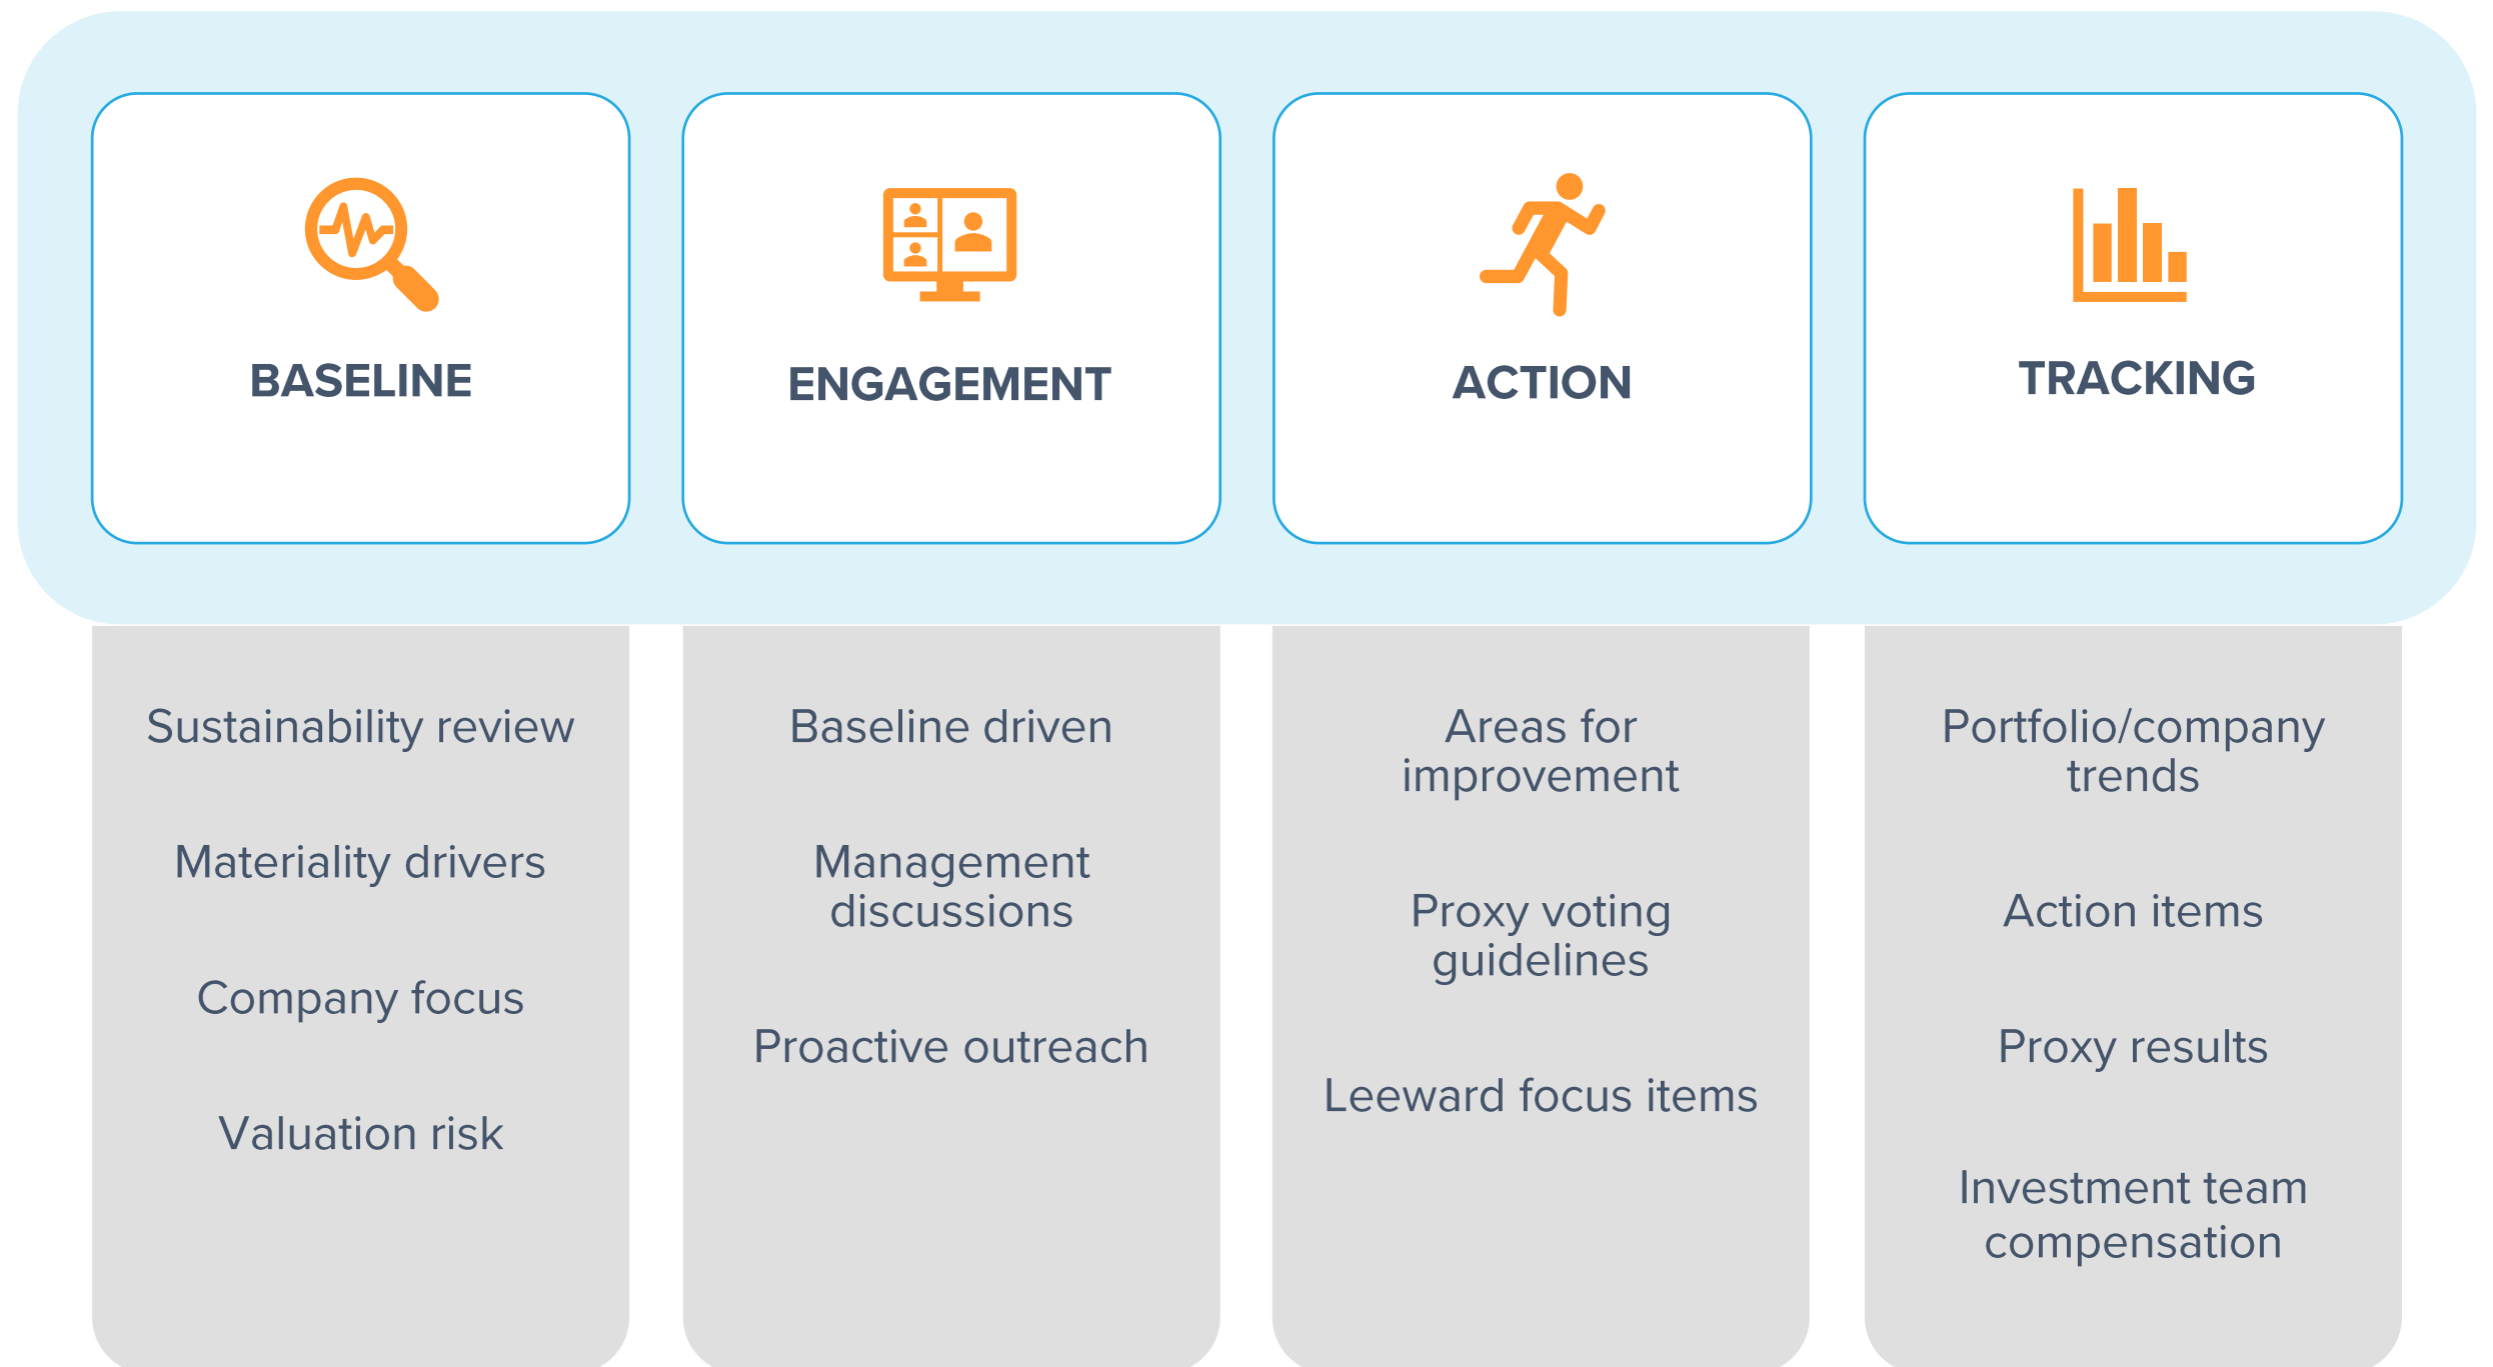 BASELINE
ENGAGEMENT
ACTION
TRACKING
Sustainability review
Materiality drivers
Company focus
Valuation risk
Baseline driven
Management
discussions
Proactive outreach
Areas for
improvement
Proxy voting
guidelines
Leeward focus items
Portfolio/company
trends
Action items
Proxy results
Investment team
compensation